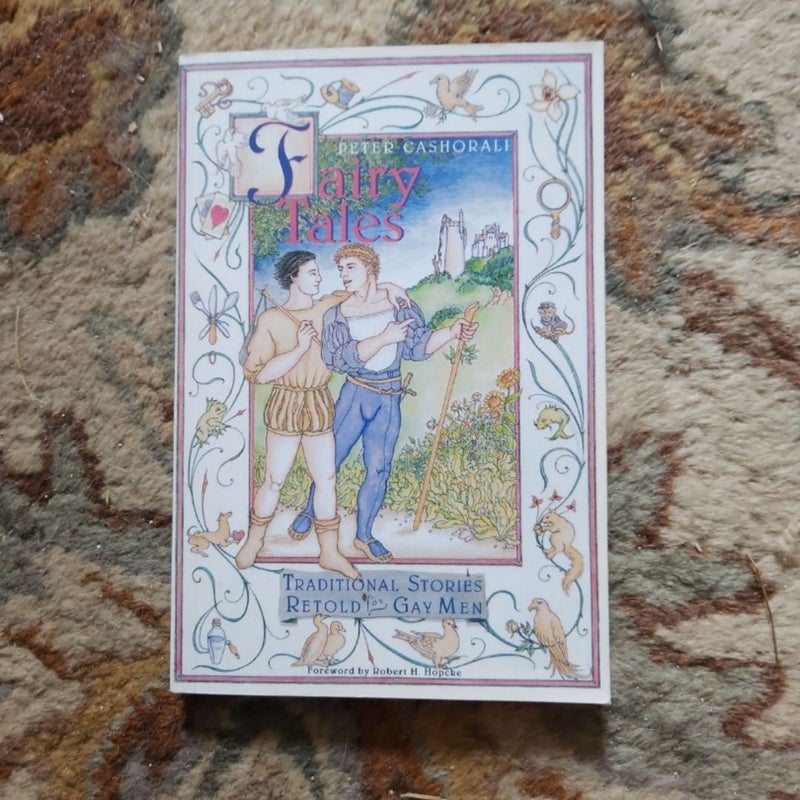 PETER CASHORALI
Fairy
Tales
TRADITIONAL STORIES
RETOLD for GAY MEN
Foreword by Robert H. Hopcke